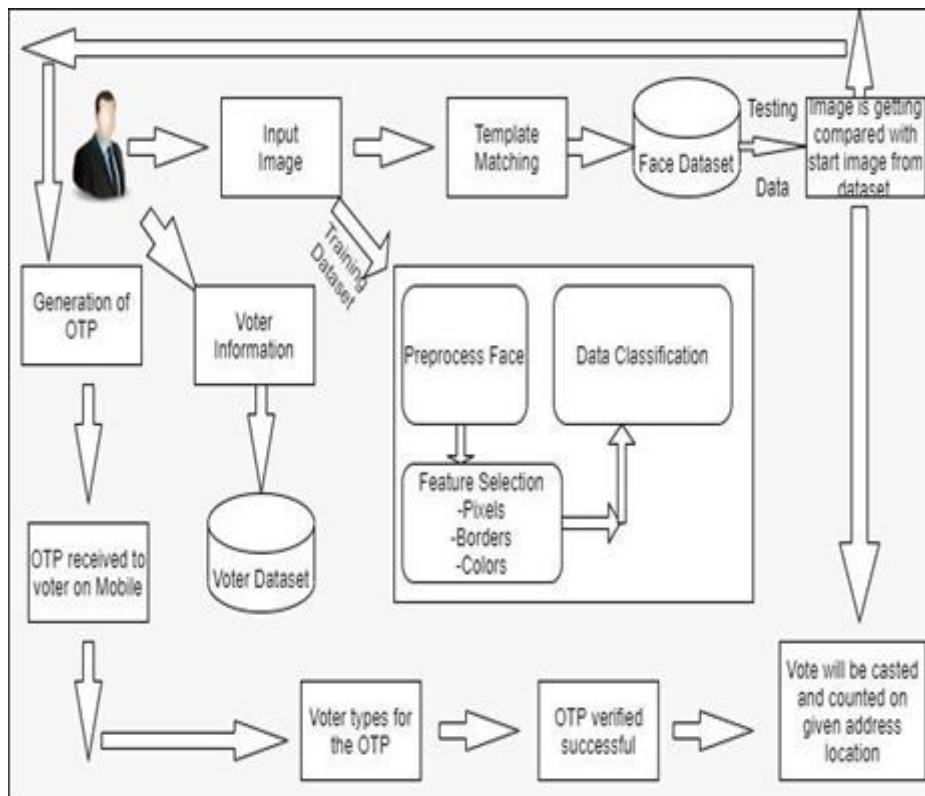 Input
Image
Template
Matching
Face Dataset
Testing
Data
Image is getting
compared with
start image from
dataset
Training
Dataset
Generation of
OTP
Voter
Information
Preprocess Face
Data Classification
Feature Selection
-Pixels
-Borders
-Colors
OTP received to
voter on Mobile
Voter Dataset
Voter types for
the OTP
OTP verified
successful
Vote will be casted
and counted on
given address
location